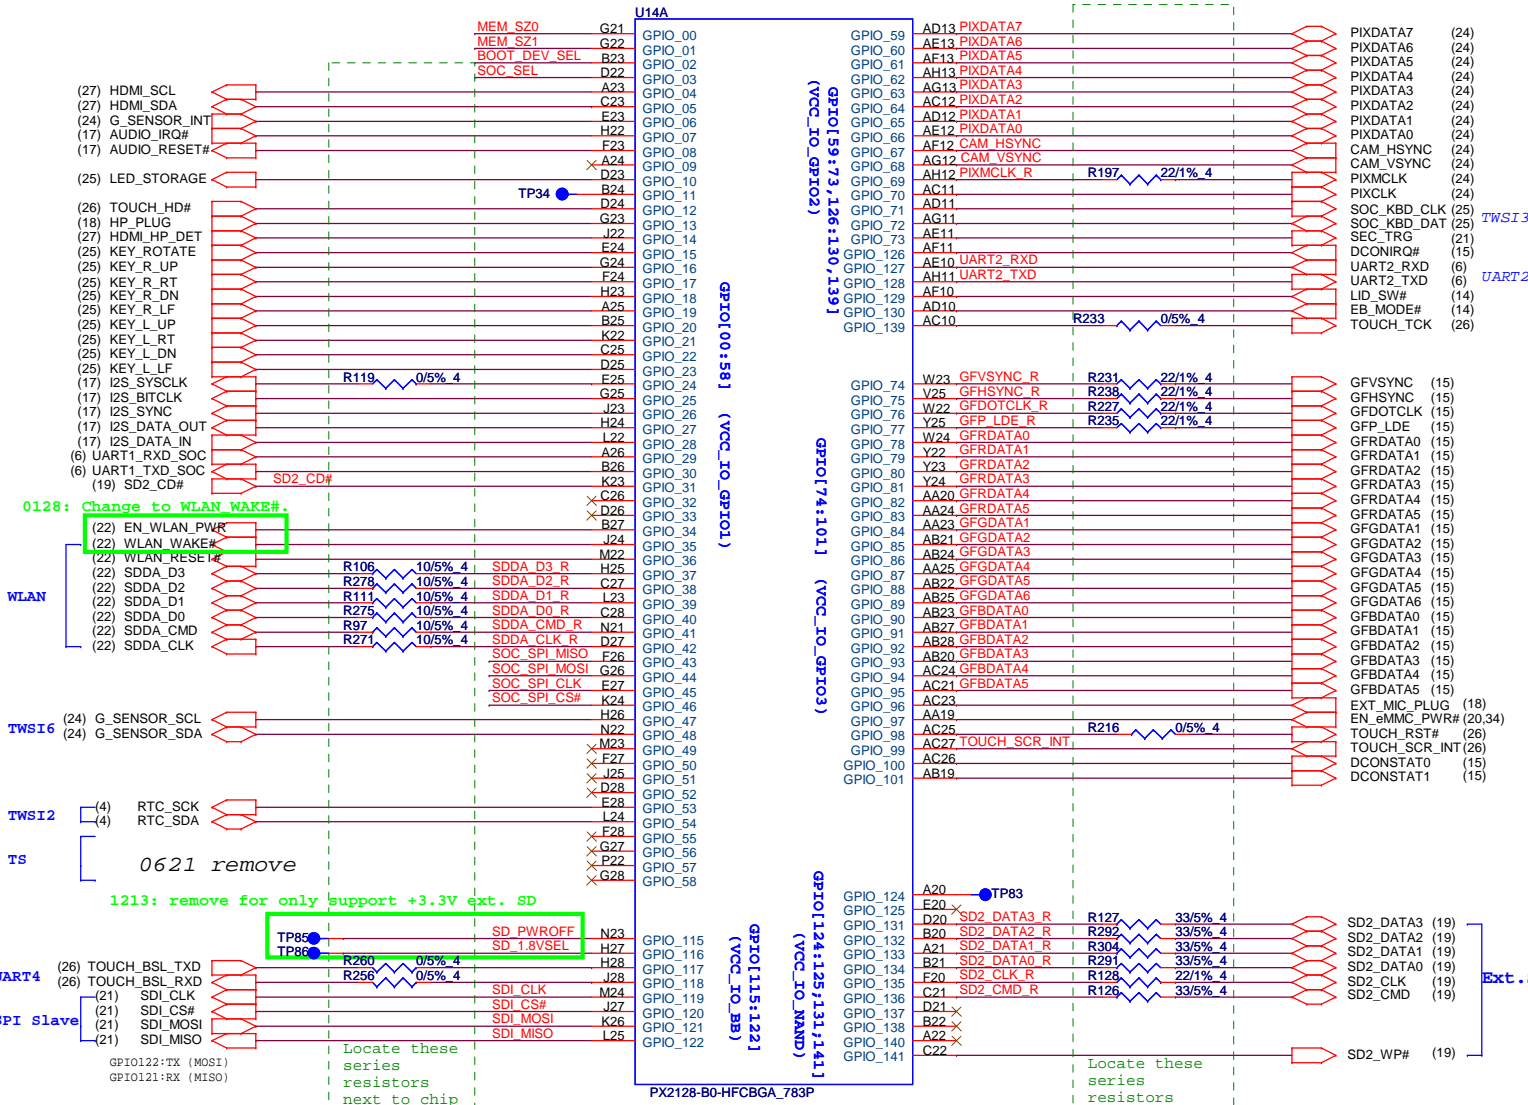 U14A
MEM_SZ0 G21 GPIO_00
MEM_SZ1 G22 GPIO_01
BOOT_DEV_SEL B23 GPIO_02
SOC_SEL D22 GPIO_03
(27) HDMI_SCL A23 GPIO_04
(27) HDMI_SDA C23 GPIO_05
(24) G_SENSOR_INT E23 GPIO_06
(17) AUDIO_IRQ# H22 GPIO_07
(17) AUDIO_RESET# F23 GPIO_08
A24 GPIO_09
(25) LED_STORAGE D23 GPIO_10
TP34 B24 GPIO_11
(26) TOUCH_HD# D24 GPIO_12
(18) HP_PLUG G23 GPIO_13
(27) HDMI_HP_DET J22 GPIO_14
(25) KEY_ROTATE E24 GPIO_15
(25) KEY_R_UP G24 GPIO_16
(25) KEY_R_RT F24 GPIO_17
(25) KEY_R_DN H23 GPIO_18
(25) KEY_R_LF A25 GPIO_19
(25) KEY_L_UP B25 GPIO_20
(25) KEY_L_RT K22 GPIO_21
(25) KEY_L_DN C25 GPIO_22
(25) KEY_L_LF D25 GPIO_23
(17) I2S_SYSCLK R119 0/5%_4 E25 GPIO_24
(17) I2S_BITCLK G25 GPIO_25
(17) I2S_SYNC J23 GPIO_26
(17) I2S_DATA_OUT H24 GPIO_27
(17) I2S_DATA_IN L22 GPIO_28
(6) UART1_RXD_SOC A26 GPIO_29
(6) UART1_TXD_SOC B26 GPIO_30
(19) SD2_CD# SD2_CD# K23 GPIO_31
C26 GPIO_32
D26 GPIO_33
0128: Change to WLAN_WAKE#.
(22) EN_WLAN_PWR B27 GPIO_34
(22) WLAN_WAKE# J24 GPIO_35
(22) WLAN_RESET# M22 GPIO_36
(22) SDDA_D3 R106 10/5%_4 SDDA_D3_R H25 GPIO_37
(22) SDDA_D2 R278 10/5%_4 SDDA_D2_R C27 GPIO_38
(22) SDDA_D1 R111 10/5%_4 SDDA_D1_R L23 GPIO_39
(22) SDDA_D0 R275 10/5%_4 SDDA_D0_R C28 GPIO_40
(22) SDDA_CMD R97 10/5%_4 SDDA_CMD_R N21 GPIO_41
(22) SDDA_CLK R271 10/5%_4 SDDA_CLK_R D27 GPIO_42
WLAN
SOC_SPI_MISO F26 GPIO_43
SOC_SPI_MOSI G26 GPIO_44
SOC_SPI_CLK E27 GPIO_45
SOC_SPI_CS# K24 GPIO_46
TWSI6
(24) G_SENSOR_SCL H26 GPIO_47
(24) G_SENSOR_SDA N22 GPIO_48
M23 GPIO_49
F27 GPIO_50
J25 GPIO_51
D28 GPIO_52
TWSI2
(4) RTC_SCK E28 GPIO_53
(4) RTC_SDA L24 GPIO_54
TS
0621 remove
F28 GPIO_55
G27 GPIO_56
P22 GPIO_57
G28 GPIO_58
1213: remove for only support +3.3V ext. SD
TP85 SD_PWROFF N23 GPIO_115
TP86 SD_1.8VSEL H27 GPIO_116
UART4
(26) TOUCH_BSL_TXD R260 0/5%_4 H28 GPIO_117
(26) TOUCH_BSL_RXD R256 0/5%_4 J28 GPIO_118
SPI Slave
(21) SDI_CLK SDI_CLK M24 GPIO_119
(21) SDI_CS# SDI_CS# J27 GPIO_120
(21) SDI_MOSI SDI_MOSI K26 GPIO_121
(21) SDI_MISO SDI_MISO L25 GPIO_122
GPIO122:TX (MOSI)
GPIO121:RX (MISO)
Locate these
series
resistors
next to chip
GPIO[00:58] (VCC_IO_GPIO1)
GPIO[115:122]
(VCC_IO_BB)
GPIO[59:73,126:130,139]
(VCC_IO_GPIO2)
GPIO[74:101] (VCC_IO_GPIO3)
GPIO[124:125;131;141]
(VCC_IO_NAND)
GPIO_59 AD13 PIXDATA7 PIXDATA7 (24)
GPIO_60 AE13 PIXDATA6 PIXDATA6 (24)
GPIO_61 AF13 PIXDATA5 PIXDATA5 (24)
GPIO_62 AH13 PIXDATA4 PIXDATA4 (24)
GPIO_63 AG13 PIXDATA3 PIXDATA3 (24)
GPIO_64 AC12 PIXDATA2 PIXDATA2 (24)
GPIO_65 AD12 PIXDATA1 PIXDATA1 (24)
GPIO_66 AE12 PIXDATA0 PIXDATA0 (24)
GPIO_67 AF12 CAM_HSYNC CAM_HSYNC (24)
GPIO_68 AG12 CAM_VSYNC CAM_VSYNC (24)
GPIO_69 AH12 PIXMCLK_R R197 22/1%_4 PIXMCLK (24)
GPIO_70 AC11 PIXCLK (24)
GPIO_71 AD11 SOC_KBD_CLK (25)
GPIO_72 AG11 SOC_KBD_DAT (25)
TWSI3
GPIO_73 AE11 SEC_TRG (21)
GPIO_126 AF11 DCONIRQ# (15)
GPIO_127 AE10 UART2_RXD UART2_RXD (6)
GPIO_128 AH11 UART2_TXD UART2_TXD (6)
UART2
GPIO_129 AF10 LID_SW# (14)
GPIO_130 AD10 EB_MODE# (14)
GPIO_139 AC10 R233 0/5%_4 TOUCH_TCK (26)
GPIO_74 W23 GFVSYNC_R R231 22/1%_4 GFVSYNC (15)
GPIO_75 V25 GFHSYNC_R R238 22/1%_4 GFHSYNC (15)
GPIO_76 W22 GFDOTCLK_R R227 22/1%_4 GFDOTCLK (15)
GPIO_77 Y25 GFP_LDE_R R235 22/1%_4 GFP_LDE (15)
GPIO_78 W24 GFRDATA0 GFRDATA0 (15)
GPIO_79 Y22 GFRDATA1 GFRDATA1 (15)
GPIO_80 Y23 GFRDATA2 GFRDATA2 (15)
GPIO_81 Y24 GFRDATA3 GFRDATA3 (15)
GPIO_82 AA20 GFRDATA4 GFRDATA4 (15)
GPIO_83 AA24 GFRDATA5 GFRDATA5 (15)
GPIO_84 AA23 GFGDATA1 GFGDATA1 (15)
GPIO_85 AB21 GFGDATA2 GFGDATA2 (15)
GPIO_86 AB24 GFGDATA3 GFGDATA3 (15)
GPIO_87 AA25 GFGDATA4 GFGDATA4 (15)
GPIO_88 AB22 GFGDATA5 GFGDATA5 (15)
GPIO_89 AB25 GFGDATA6 GFGDATA6 (15)
GPIO_90 AB23 GFBDATA0 GFBDATA0 (15)
GPIO_91 AB27 GFBDATA1 GFBDATA1 (15)
GPIO_92 AB28 GFBDATA2 GFBDATA2 (15)
GPIO_93 AB20 GFBDATA3 GFBDATA3 (15)
GPIO_94 AC24 GFBDATA4 GFBDATA4 (15)
GPIO_95 AC21 GFBDATA5 GFBDATA5 (15)
GPIO_96 AC23 EXT_MIC_PLUG (18)
GPIO_97 AA19 EN_eMMC_PWR# (20,34)
GPIO_98 AC25 R216 0/5%_4 TOUCH_RST# (26)
GPIO_99 AC27 TOUCH_SCR_INT TOUCH_SCR_INT (26)
GPIO_100 AC26 DCONSTAT0 (15)
GPIO_101 AB19 DCONSTAT1 (15)
GPIO_124 A20 TP83
GPIO_125 E20
GPIO_131 D20 SD2_DATA3_R R127 33/5%_4 SD2_DATA3 (19)
GPIO_132 B20 SD2_DATA2_R R292 33/5%_4 SD2_DATA2 (19)
GPIO_133 A21 SD2_DATA1_R R304 33/5%_4 SD2_DATA1 (19)
GPIO_134 B21 SD2_DATA0_R R291 33/5%_4 SD2_DATA0 (19)
GPIO_135 F20 SD2_CLK_R R128 22/1%_4 SD2_CLK (19)
GPIO_136 C21 SD2_CMD_R R126 33/5%_4 SD2_CMD (19)
Ext.
GPIO_137 D21
GPIO_138 B22
GPIO_140 A22
GPIO_141 C22 SD2_WP# (19)
Locate these
series
resistors
PX2128-B0-HFCBGA_783P